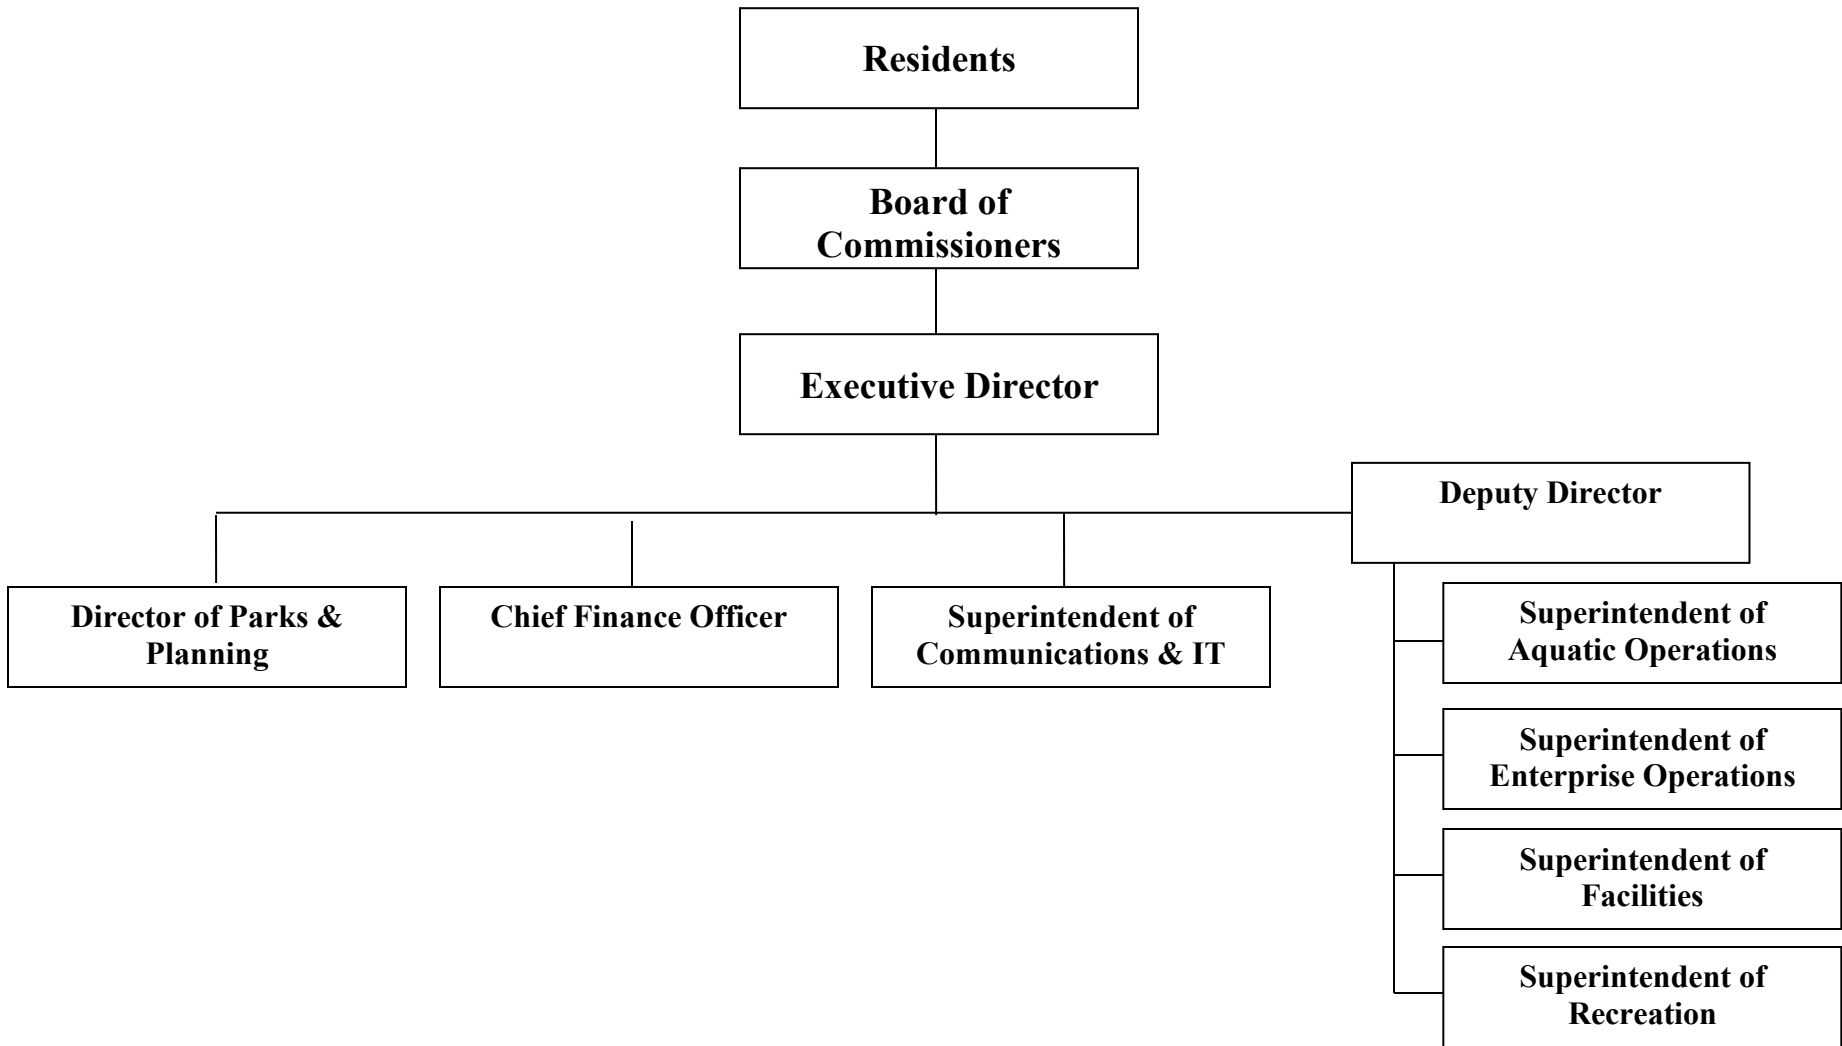 Residents
Board of
Commissioners
Executive Director
Deputy Director
Director of Parks &
Planning
Chief Finance Officer
Superintendent of
Communications & IT
Superintendent of
Aquatic Operations
Superintendent of
Enterprise Operations
Superintendent of
Facilities
Superintendent of
Recreation